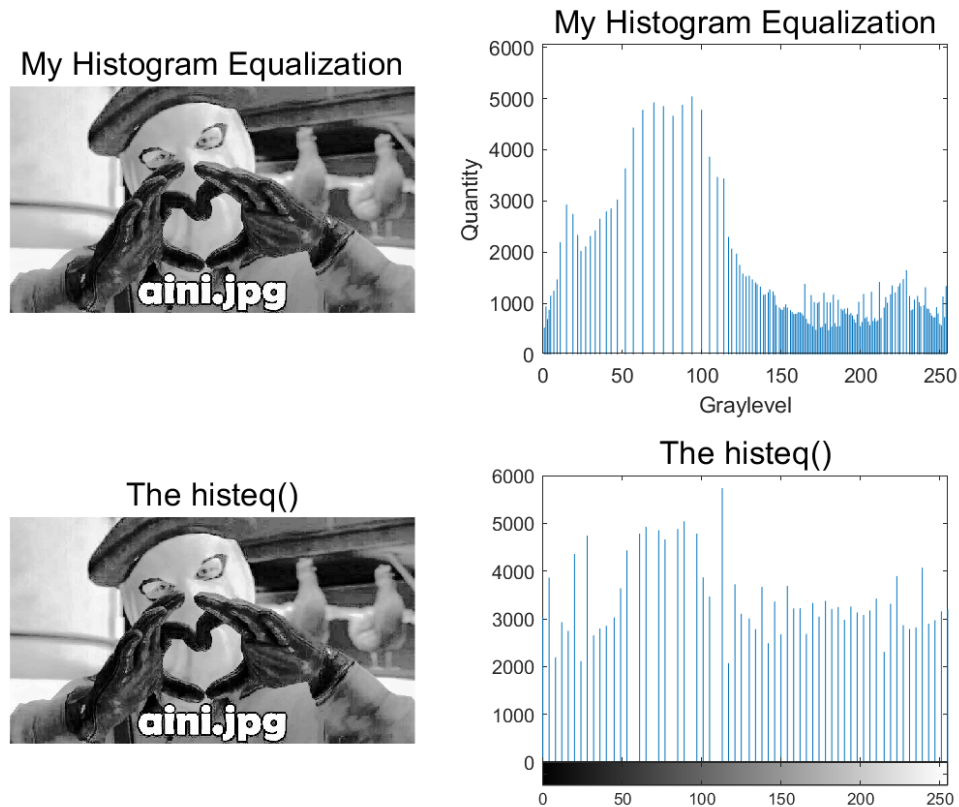 My Histogram Equalization
aini.jpg
My Histogram Equalization
6000
5000
4000
3000
2000
1000
0
Quantity
0 50 100 150 200 250
Graylevel
The histeq()
aini.jpg
The histeq()
6000
5000
4000
3000
2000
1000
0
0 50 100 150 200 250